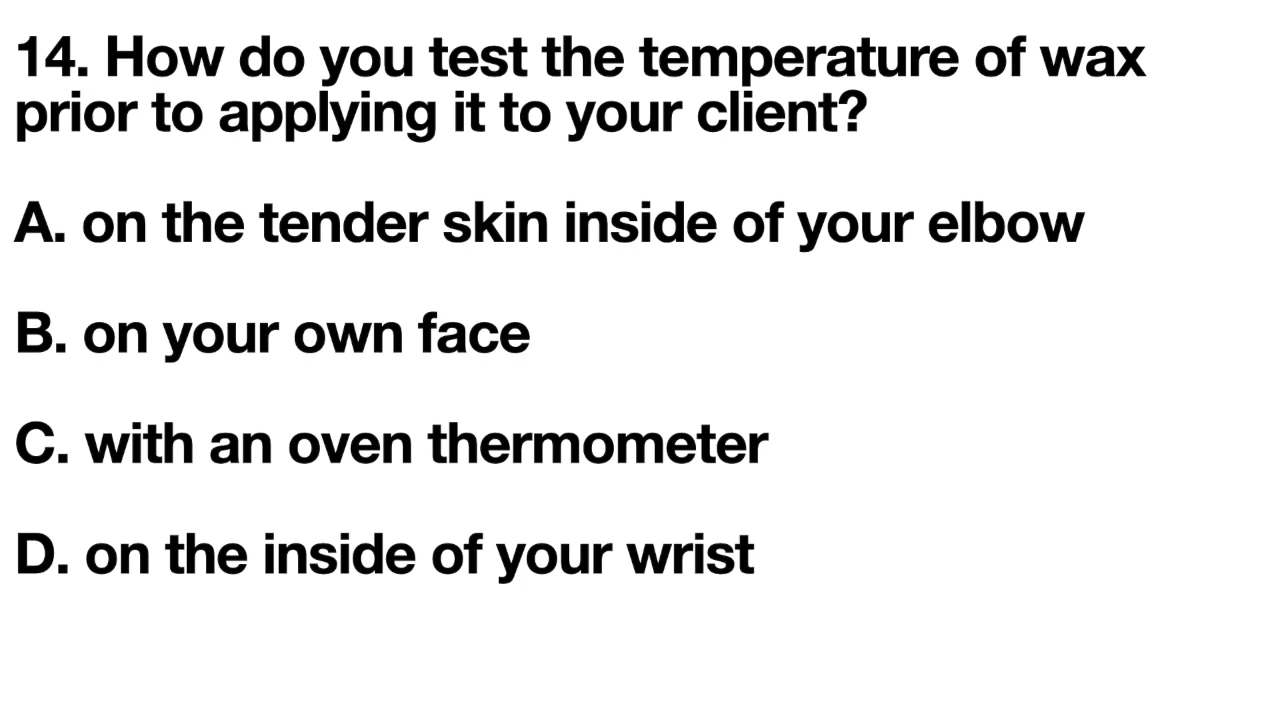 14. How do you test the temperature of wax
prior to applying it to your client?
A. on the tender skin inside of your elbow
B. on your own face
C. with an oven thermometer
D. on the inside of your wrist